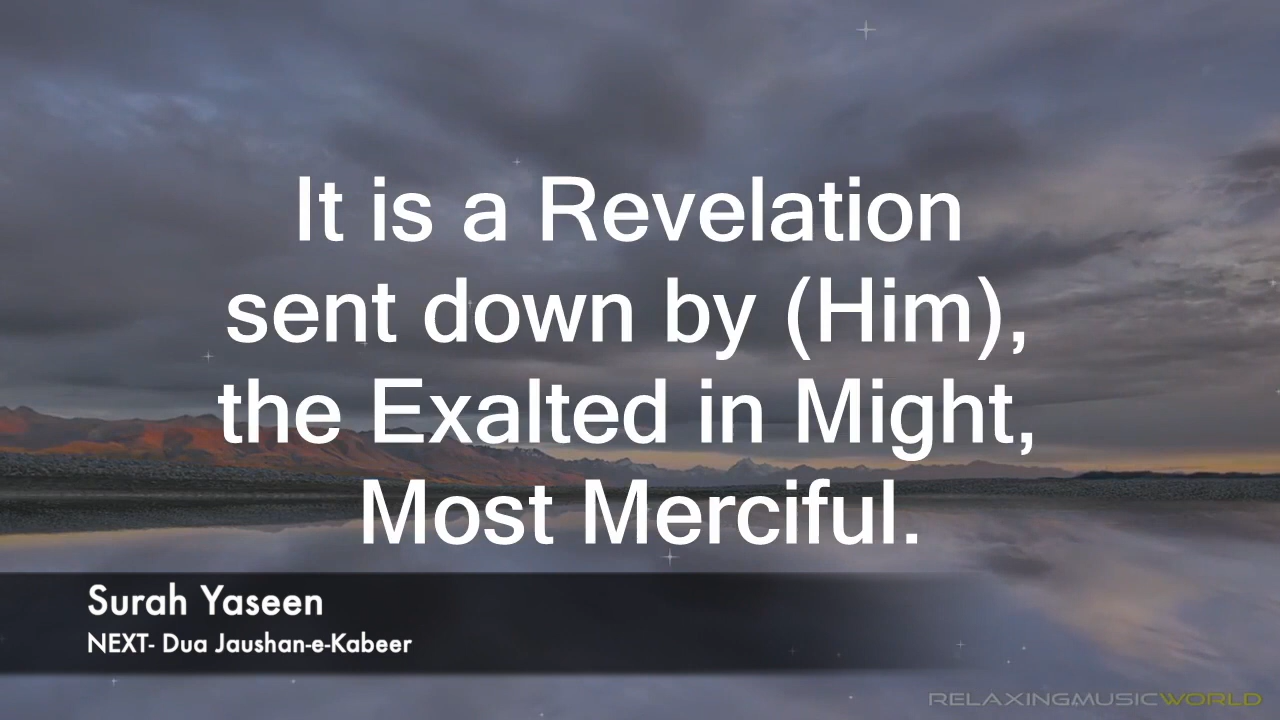 It is a Revelation
sent down by (Him),
the Exalted in Might,
Most Merciful.
Surah Yaseen
NEXT- Dua Jaushan-e-Kabeer
RELAXINGMUSICWORLD